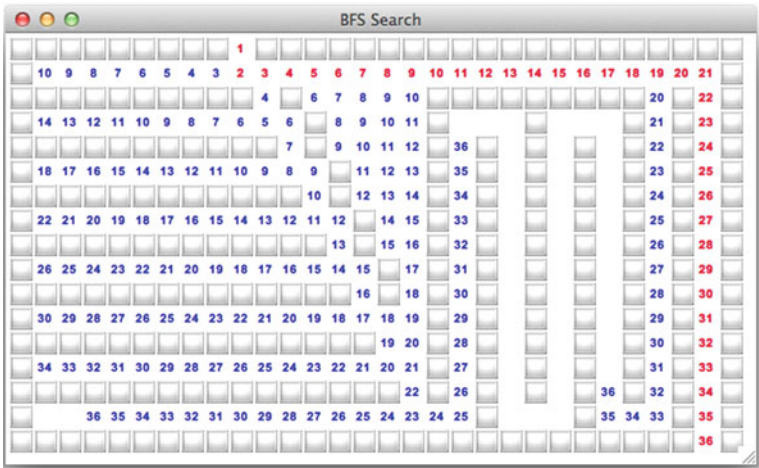 BFS Search
1
10 9 8 7 6 5 4 3 2 3 4 5 6 7 8 9 10 11 12 13 14 15 16 17 18 19 20 21
4 6 7 8 9 10 20 22
14 13 12 11 10 9 8 7 6 5 6 8 9 10 11 21 23
7 9 10 11 12 36 22 24
18 17 16 15 14 13 12 11 10 9 8 9 11 12 13 35 23 25
10 12 13 14 34 24 26
22 21 20 19 18 17 16 15 14 13 12 11 12 14 15 33 25 27
13 15 16 32 26 28
26 25 24 23 22 21 20 19 18 17 16 15 14 15 17 31 27 29
16 18 30 28 30
30 29 28 27 26 25 24 23 22 21 20 19 18 17 18 19 29 29 31
19 20 28 30 32
34 33 32 31 30 29 28 27 26 25 24 23 22 21 20 21 27 31 33
22 26 36 32 34
36 35 34 33 32 31 30 29 28 27 26 25 24 23 24 25 35 34 33 35
36